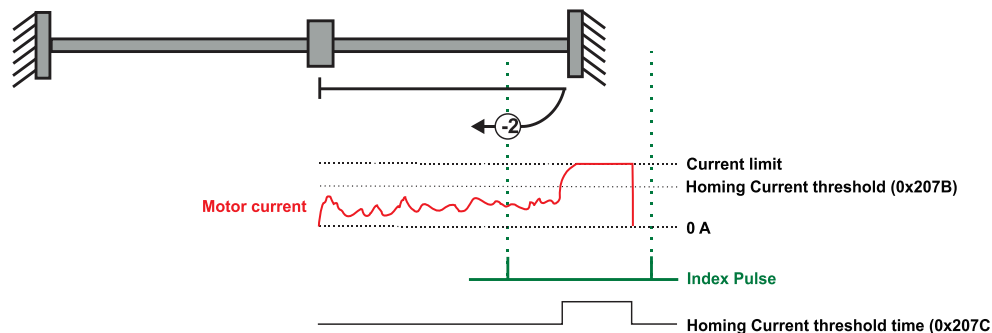 -2
Current limit
Homing Current threshold (0x207B)
Motor current
0 A
Index Pulse
Homing Current threshold time (0x207C